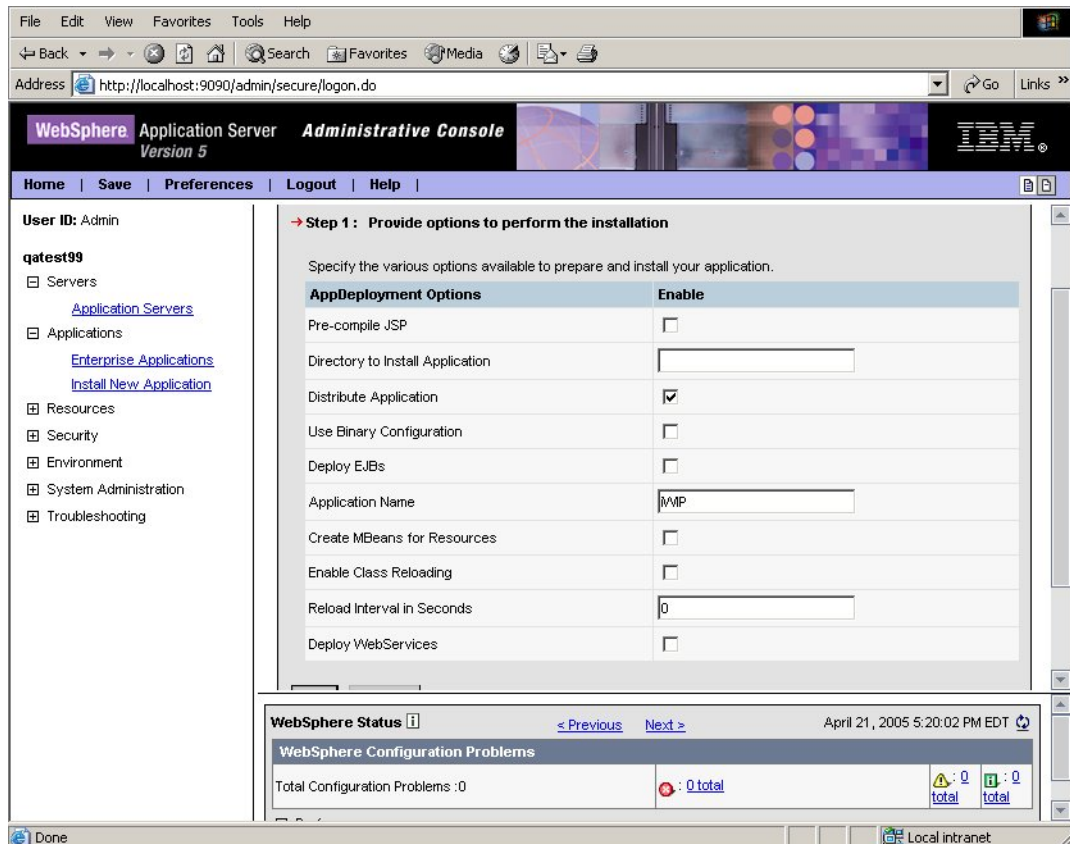 File Edit View Favorites Tools Help
Back Search Favorites Media
Address http://localhost:9090/admin/secure/logon.do Go Links »
WebSphere Application Server Administrative Console
Version 5
IBM®
Home | Save | Preferences | Logout | Help |
User ID: Admin
qatest99
Servers
Application Servers
Applications
Enterprise Applications
Install New Application
Resources
Security
Environment
System Administration
Troubleshooting
→ Step 1 : Provide options to perform the installation
Specify the various options available to prepare and install your application.
AppDeployment Options Enable
Pre-compile JSP
Directory to Install Application
Distribute Application
Use Binary Configuration
Deploy EJBs
Application Name
Create MBeans for Resources
Enable Class Reloading
Reload Interval in Seconds 0
Deploy WebServices
WebSphere Status i < Previous Next > April 21, 2005 5:20:02 PM EDT
WebSphere Configuration Problems
Total Configuration Problems :0 : 0 total : 0 total : 0 total
Done Local intranet